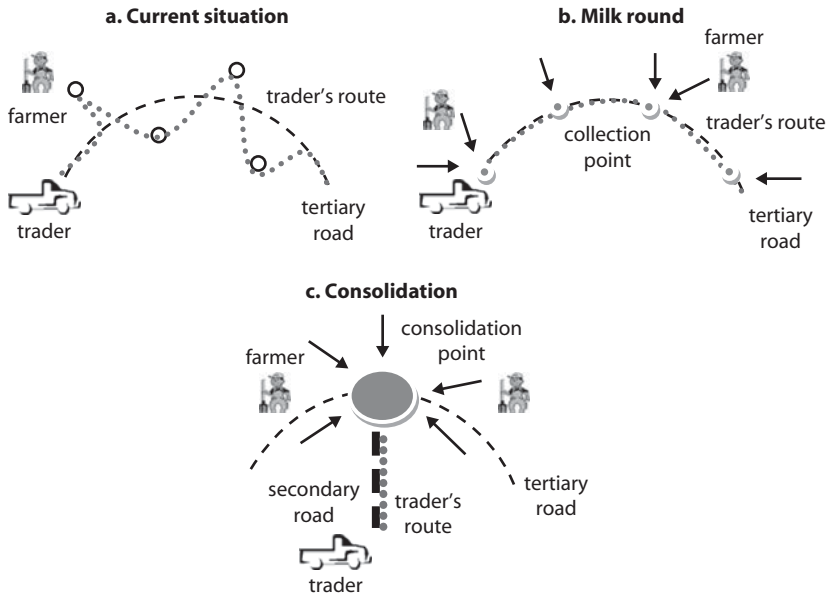 a. Current situation
farmer
trader's route
trader
tertiary
road
b. Milk round
farmer
collection
point
trader's route
trader
tertiary
road
c. Consolidation
consolidation
point
farmer
secondary
road
trader's
route
tertiary
road
trader